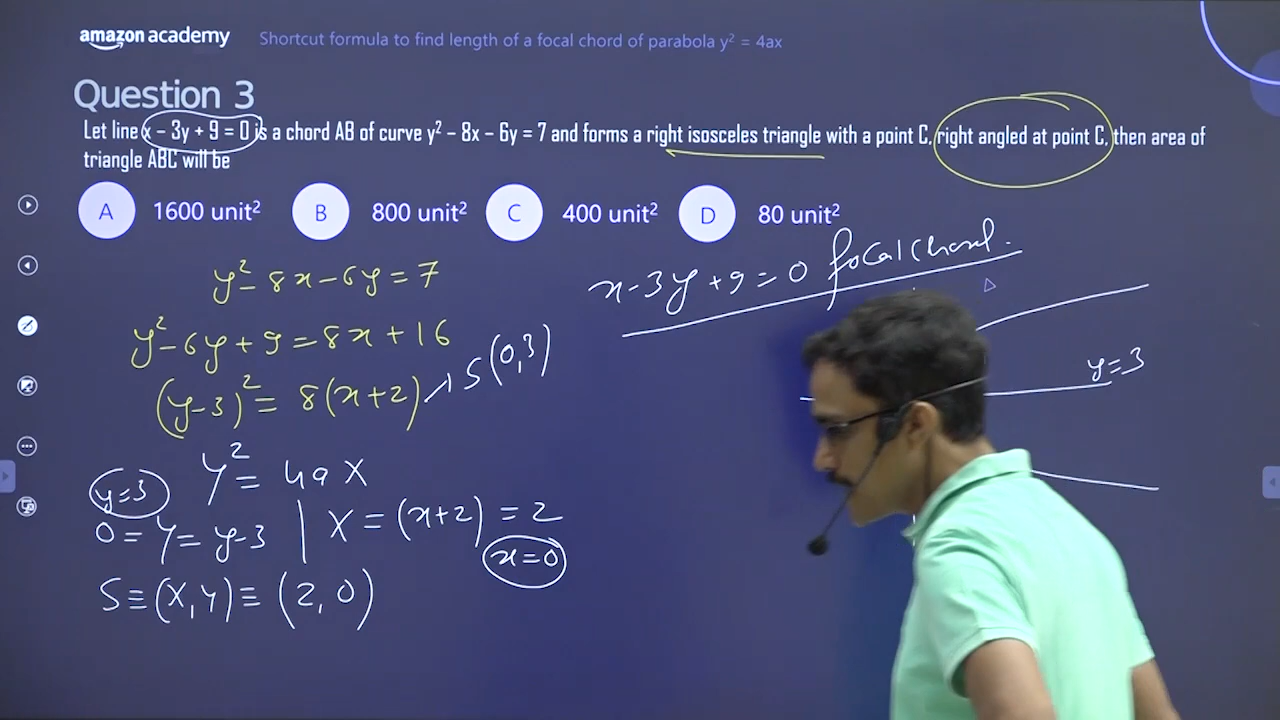 amazon academy
Shortcut formula to find length of a focal chord of parabola y² = 4ax
Question 3
Let line x – 3y + 9 = 0 is a chord AB of curve y² – 8x – 6y = 7 and forms a right isosceles triangle with a point C, right angled at point C, then area of
triangle ABC will be
A 1600 unit² B 800 unit² C 400 unit² D 80 unit²
y² - 8x - 6y = 7
x - 3y + 9 = 0 focal chord.
y² - 6y + 9 = 8x + 16
(y-3)² = 8(x+2) → S(0,3)
y=3
Y² = 4aX
y=3
0 = Y = y-3 | X = (x+2) = 2
x=0
S ≡ (X,Y) ≡ (2, 0)